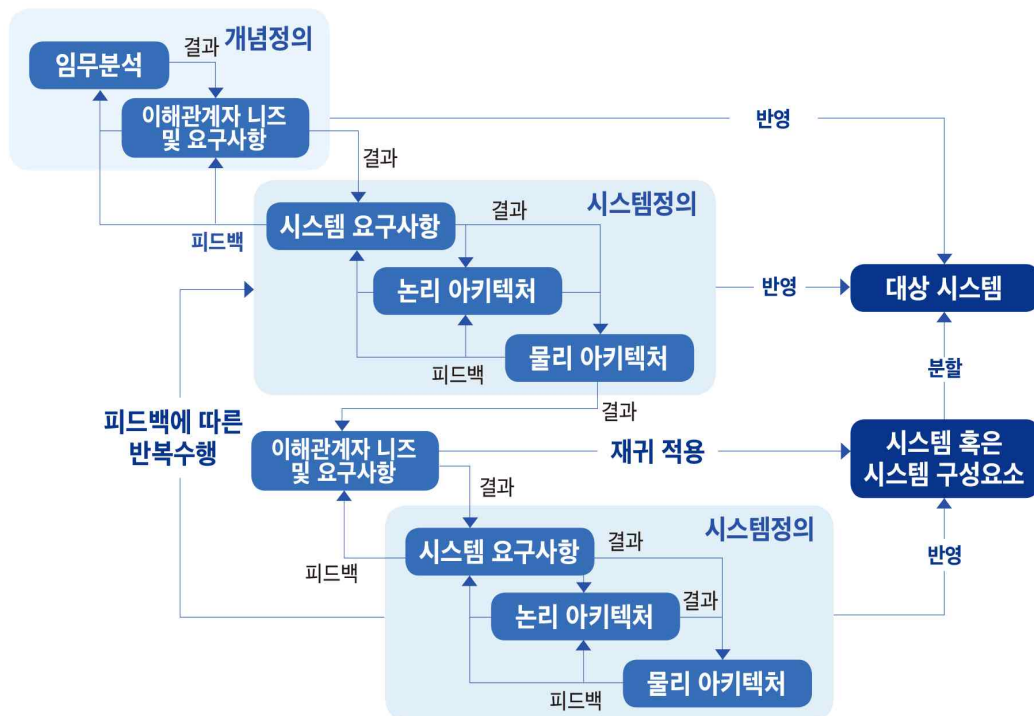 개념정의
결과
임무분석
이해관계자 니즈
및 요구사항
반영
결과
시스템정의
시스템 요구사항
결과
피드백
논리 아키텍처
반영
대상 시스템
물리 아키텍처
피드백
분할
결과
피드백에 따른
반복수행
이해관계자 니즈
및 요구사항
재귀 적용
시스템 혹은
시스템 구성요소
결과
시스템정의
시스템 요구사항
결과
피드백
반영
논리 아키텍처
결과
물리 아키텍처
피드백